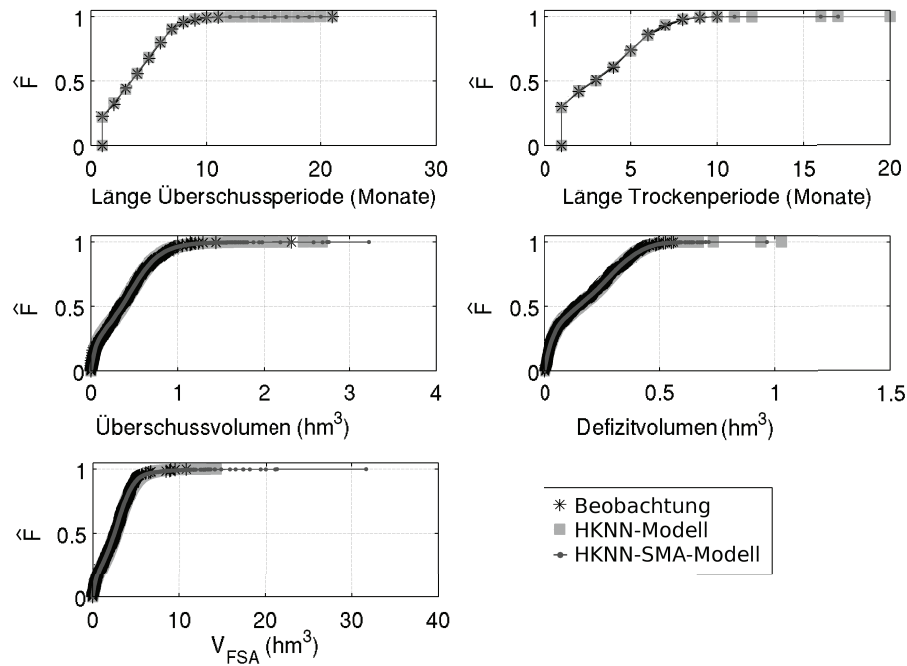 F̂
1
0.5
0
0 10 20 30
Länge Überschussperiode (Monate)
F̂
1
0.5
0
0 5 10 15 20
Länge Trockenperiode (Monate)
F̂
1
0.5
0
0 1 2 3 4
Überschussvolumen (hm³)
F̂
1
0.5
0
0 0.5 1 1.5
Defizitvolumen (hm³)
F̂
1
0.5
0
0 10 20 30 40
V_FSA (hm³)
Beobachtung
HKNN-Modell
HKNN-SMA-Modell